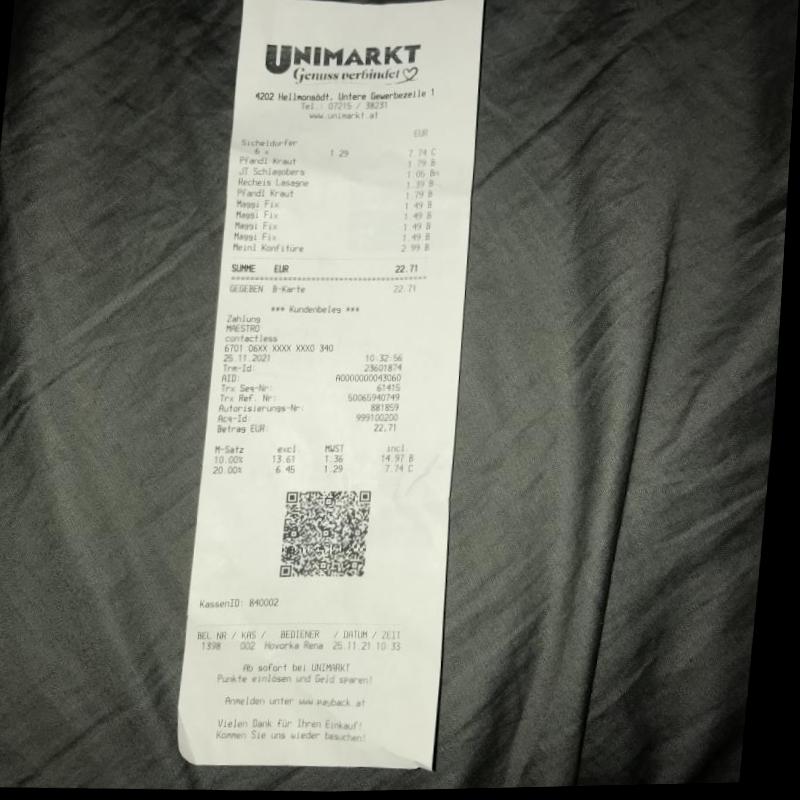 UNIMARKT
Genuss verbindet
4202 Hellmonsödt, Untere Gewerbezeile 1
Tel.: 07215 / 38231
www.unimarkt.at
EUR
Sicheldorfer
6 x 1.29 7.74 C
Pfandl Kraut 1.79 B
JT Schlagobers 1.05 Bn
Recheis Lasagne 1.39 B
Pfandl Kraut 1.79 B
Maggi Fix 1.49 B
Maggi Fix 1.49 B
Maggi Fix 1.49 B
Maggi Fix 1.49 B
Meinl Konfitüre 2.99 B
SUMME EUR 22.71
GEGEBEN B-Karte 22.71
*** Kundenbeleg ***
Zahlung
MAESTRO
contactless
6701 06XX XXXX XXX0 340
25.11.2021 10:32:56
Trm-Id: 23601874
AID: A0000000043060
Trx Seq-Nr: 61415
Trx Ref. Nr: 50065940749
Autorisierungs-Nr: 881859
Acq-Id: 999100200
Betrag EUR: 22,71
M-Satz excl. MWST incl.
10.00% 13.61 1.36 14.97 B
20.00% 6.45 1.29 7.74 C
KassenID: 840002
BEL.NR / KAS / BEDIENER / DATUM / ZEIT
1398 002 Hovorka Rena 25.11.21 10:33
Ab sofort bei UNIMARKT
Punkte einlösen und Geld sparen!
Anmelden unter www.payback.at
Vielen Dank für Ihren Einkauf!
Kommen Sie uns wieder besuchen!